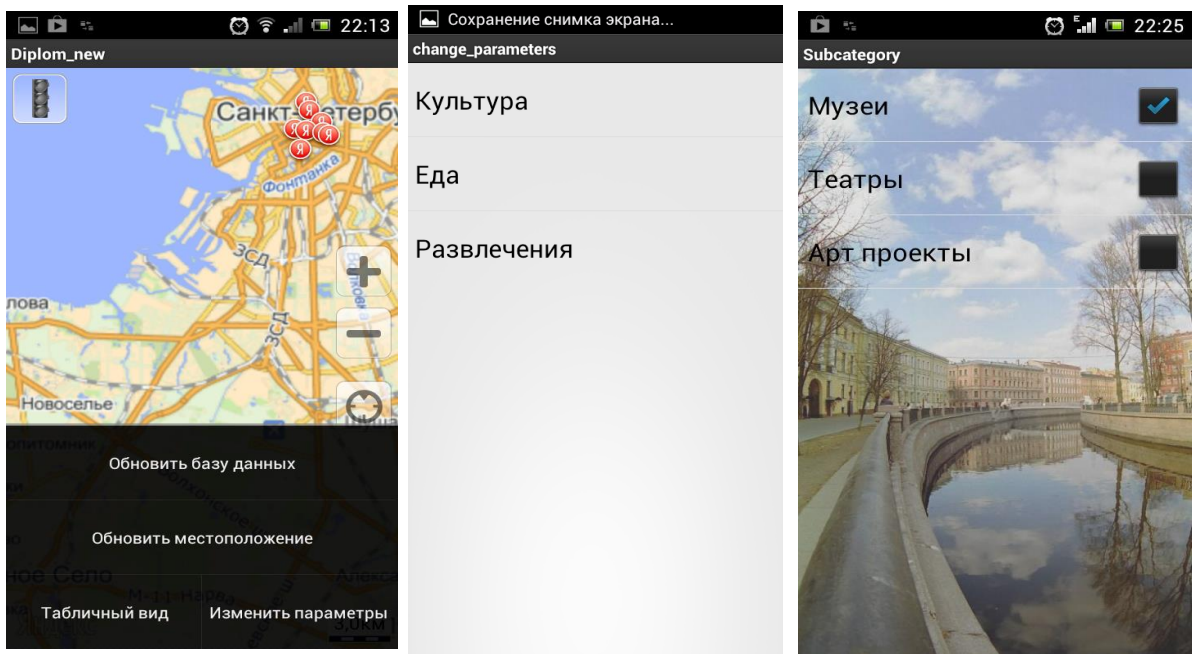 22:13
Diplom_new
Санкт-Петербу
Фонтанка
ЗСД
лова
ЗСД
Новоселье
Обновить базу данных
Обновить местоположение
Табличный вид
Изменить параметры
Сохранение снимка экрана...
change_parameters
Культура
Еда
Развлечения
E
22:25
Subcategory
Музеи
Театры
Арт проекты